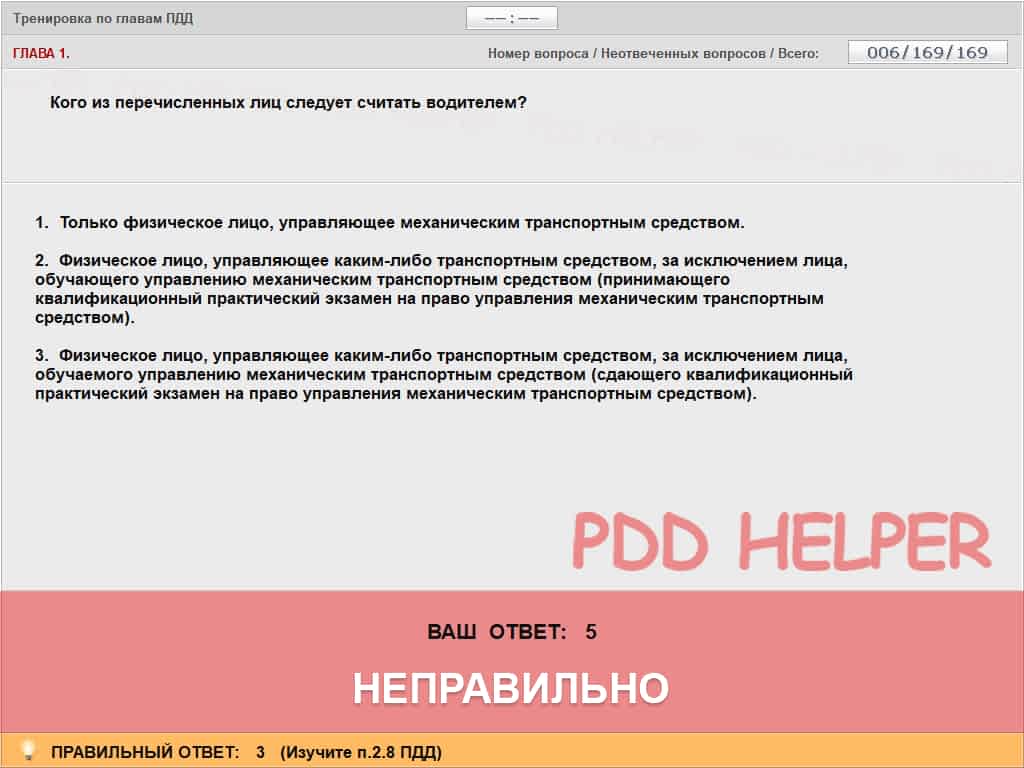 Тренировка по главам ПДД
–– : ––
ГЛАВА 1.
Номер вопроса / Неотвеченных вопросов / Всего:
006/169/169
Кого из перечисленных лиц следует считать водителем?
1. Только физическое лицо, управляющее механическим транспортным средством.
2. Физическое лицо, управляющее каким-либо транспортным средством, за исключением лица,
обучающего управлению механическим транспортным средством (принимающего
квалификационный практический экзамен на право управления механическим транспортным
средством).
3. Физическое лицо, управляющее каким-либо транспортным средством, за исключением лица,
обучаемого управлению механическим транспортным средством (сдающего квалификационный
практический экзамен на право управления механическим транспортным средством).
PDD HELPER
ВАШ ОТВЕТ: 5
НЕПРАВИЛЬНО
ПРАВИЛЬНЫЙ ОТВЕТ: 3 (Изучите п.2.8 ПДД)